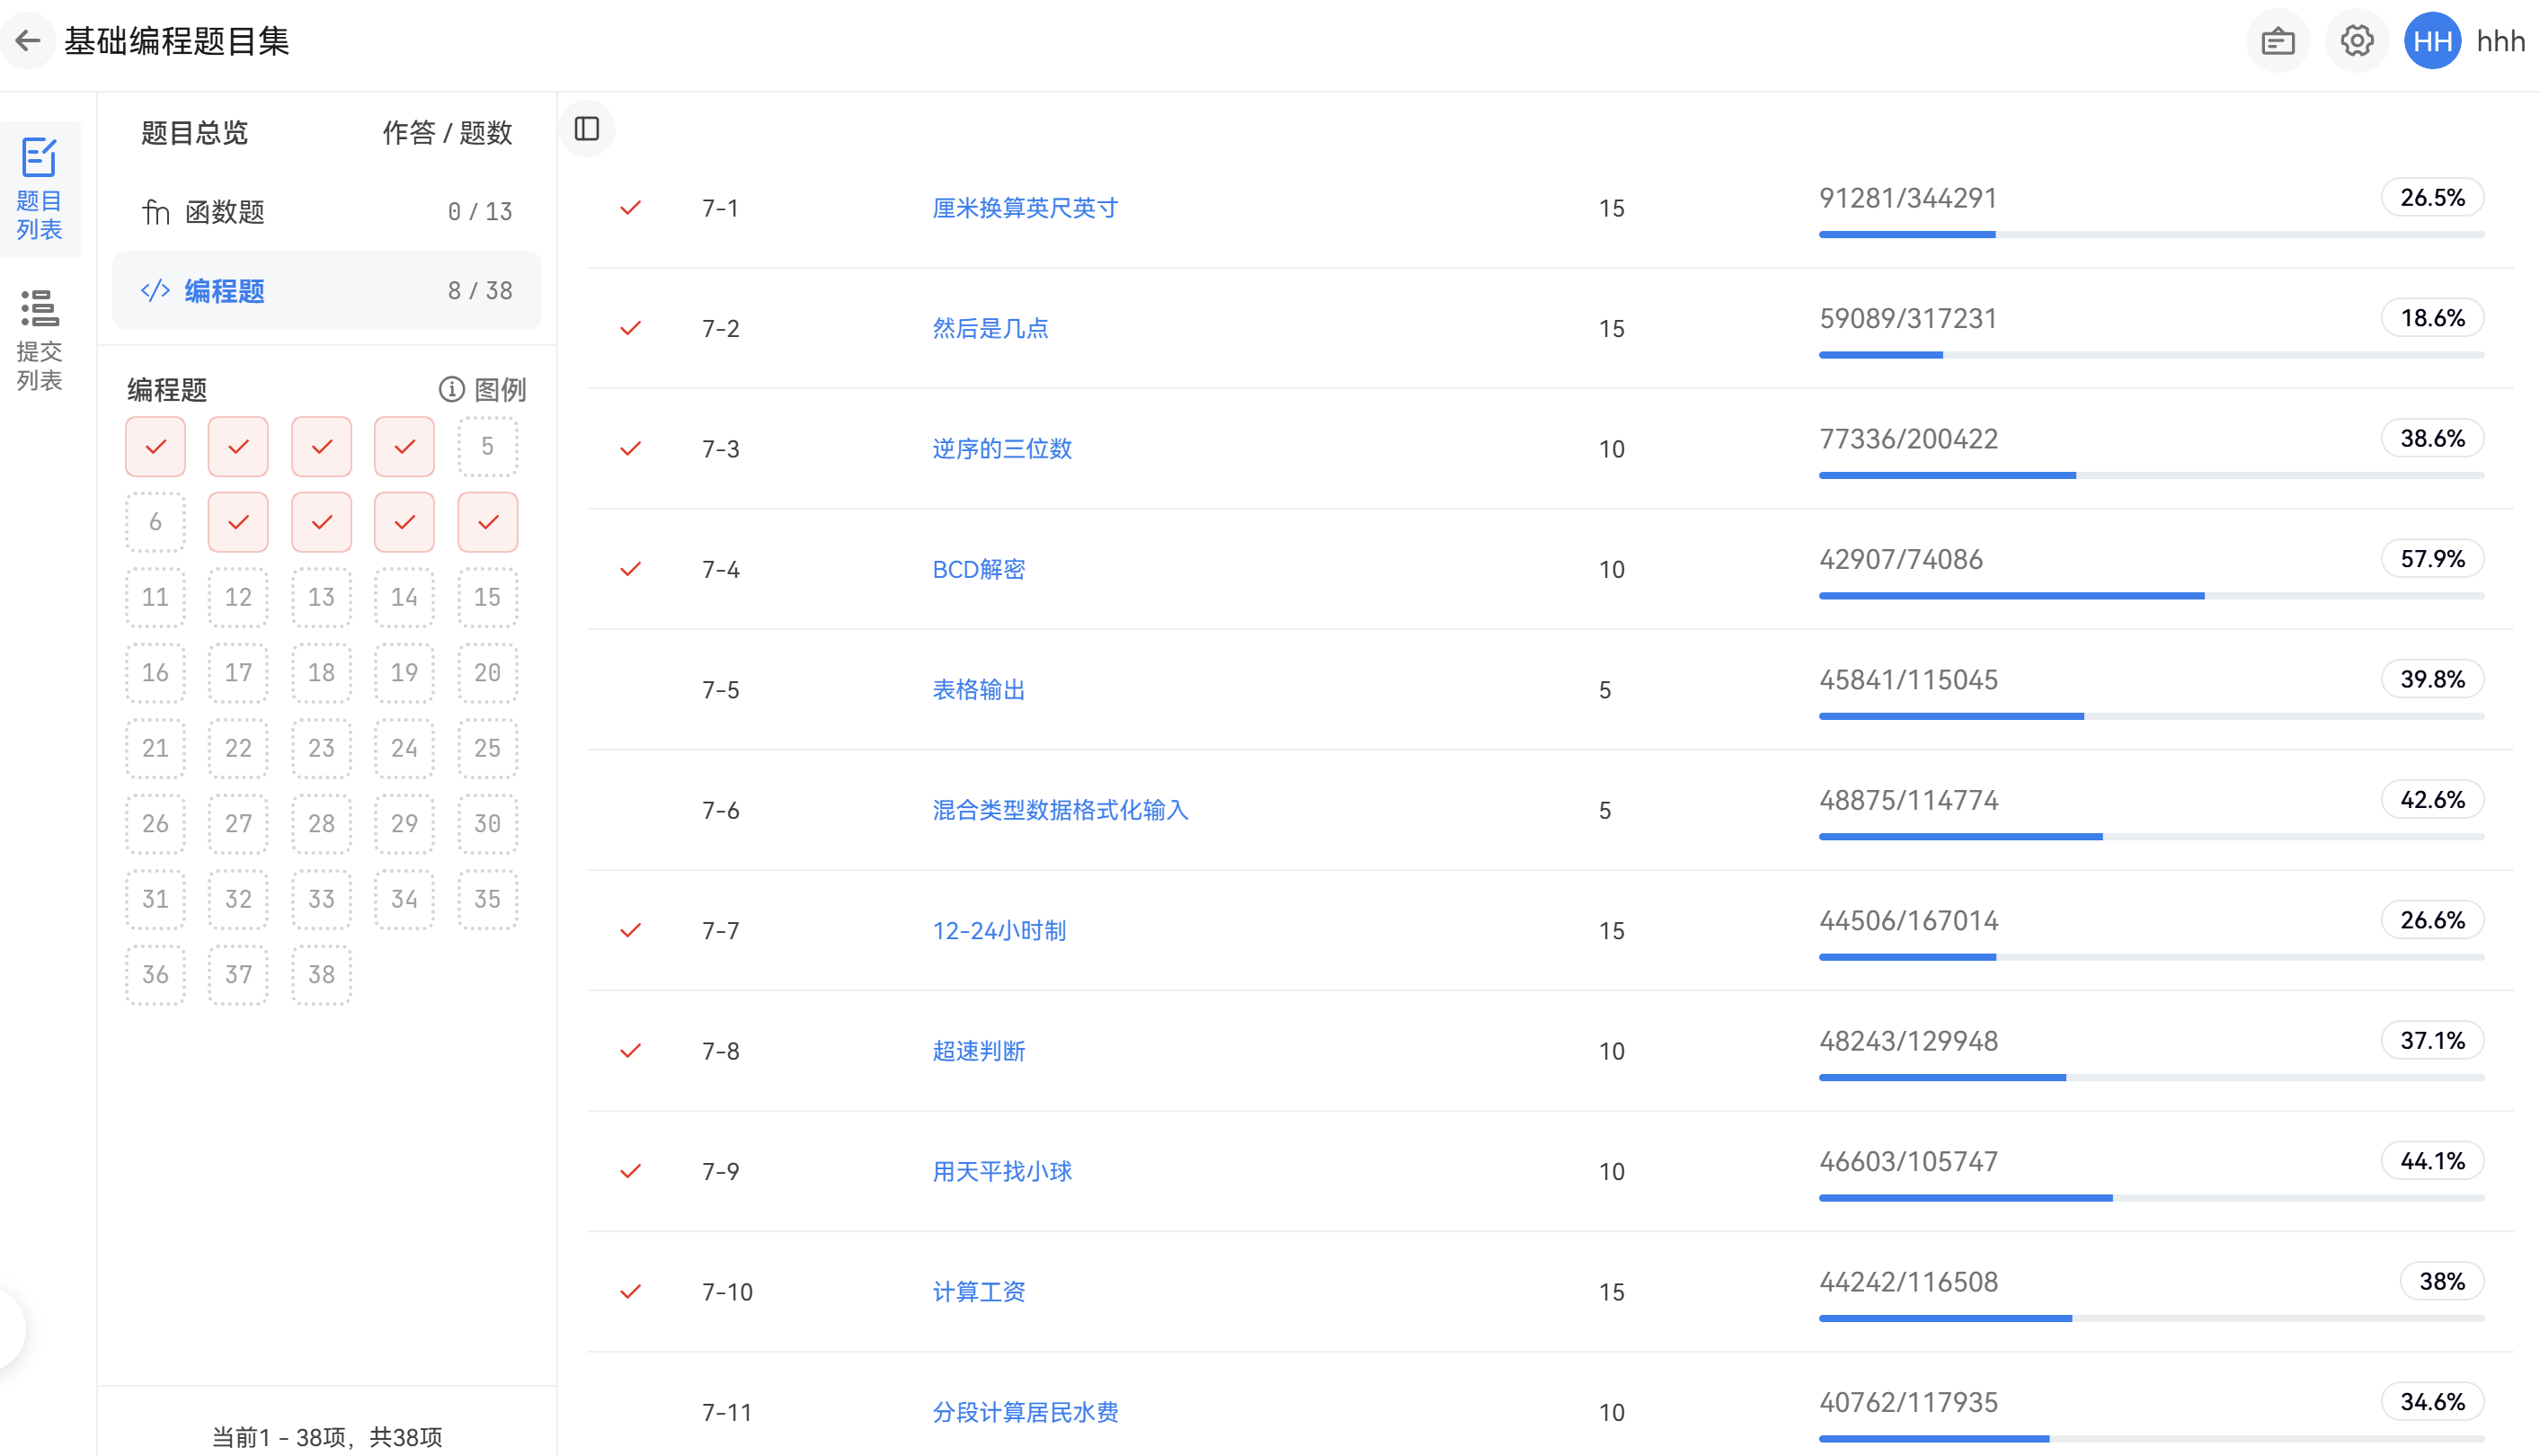 基础编程题目集
HH hhh
题目
列表
提交
列表
题目总览 作答 / 题数
fn 函数题 0 / 13
</> 编程题 8 / 38
编程题 图例
5
6
11 12 13 14 15
16 17 18 19 20
21 22 23 24 25
26 27 28 29 30
31 32 33 34 35
36 37 38
当前1 - 38项，共38项
7-1 厘米换算英尺英寸 15 91281/344291 26.5%
7-2 然后是几点 15 59089/317231 18.6%
7-3 逆序的三位数 10 77336/200422 38.6%
7-4 BCD解密 10 42907/74086 57.9%
7-5 表格输出 5 45841/115045 39.8%
7-6 混合类型数据格式化输入 5 48875/114774 42.6%
7-7 12-24小时制 15 44506/167014 26.6%
7-8 超速判断 10 48243/129948 37.1%
7-9 用天平找小球 10 46603/105747 44.1%
7-10 计算工资 15 44242/116508 38%
7-11 分段计算居民水费 10 40762/117935 34.6%